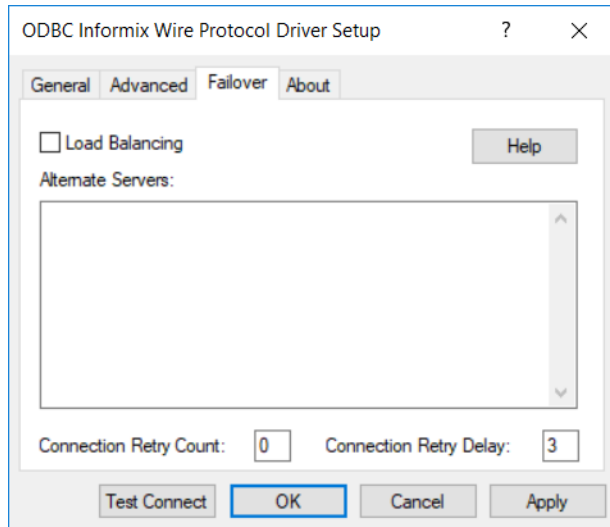 ODBC Informix Wire Protocol Driver Setup ?
General Advanced Failover About
Load Balancing Help
Alternate Servers:
Connection Retry Count: 0 Connection Retry Delay: 3
Test Connect OK Cancel Apply